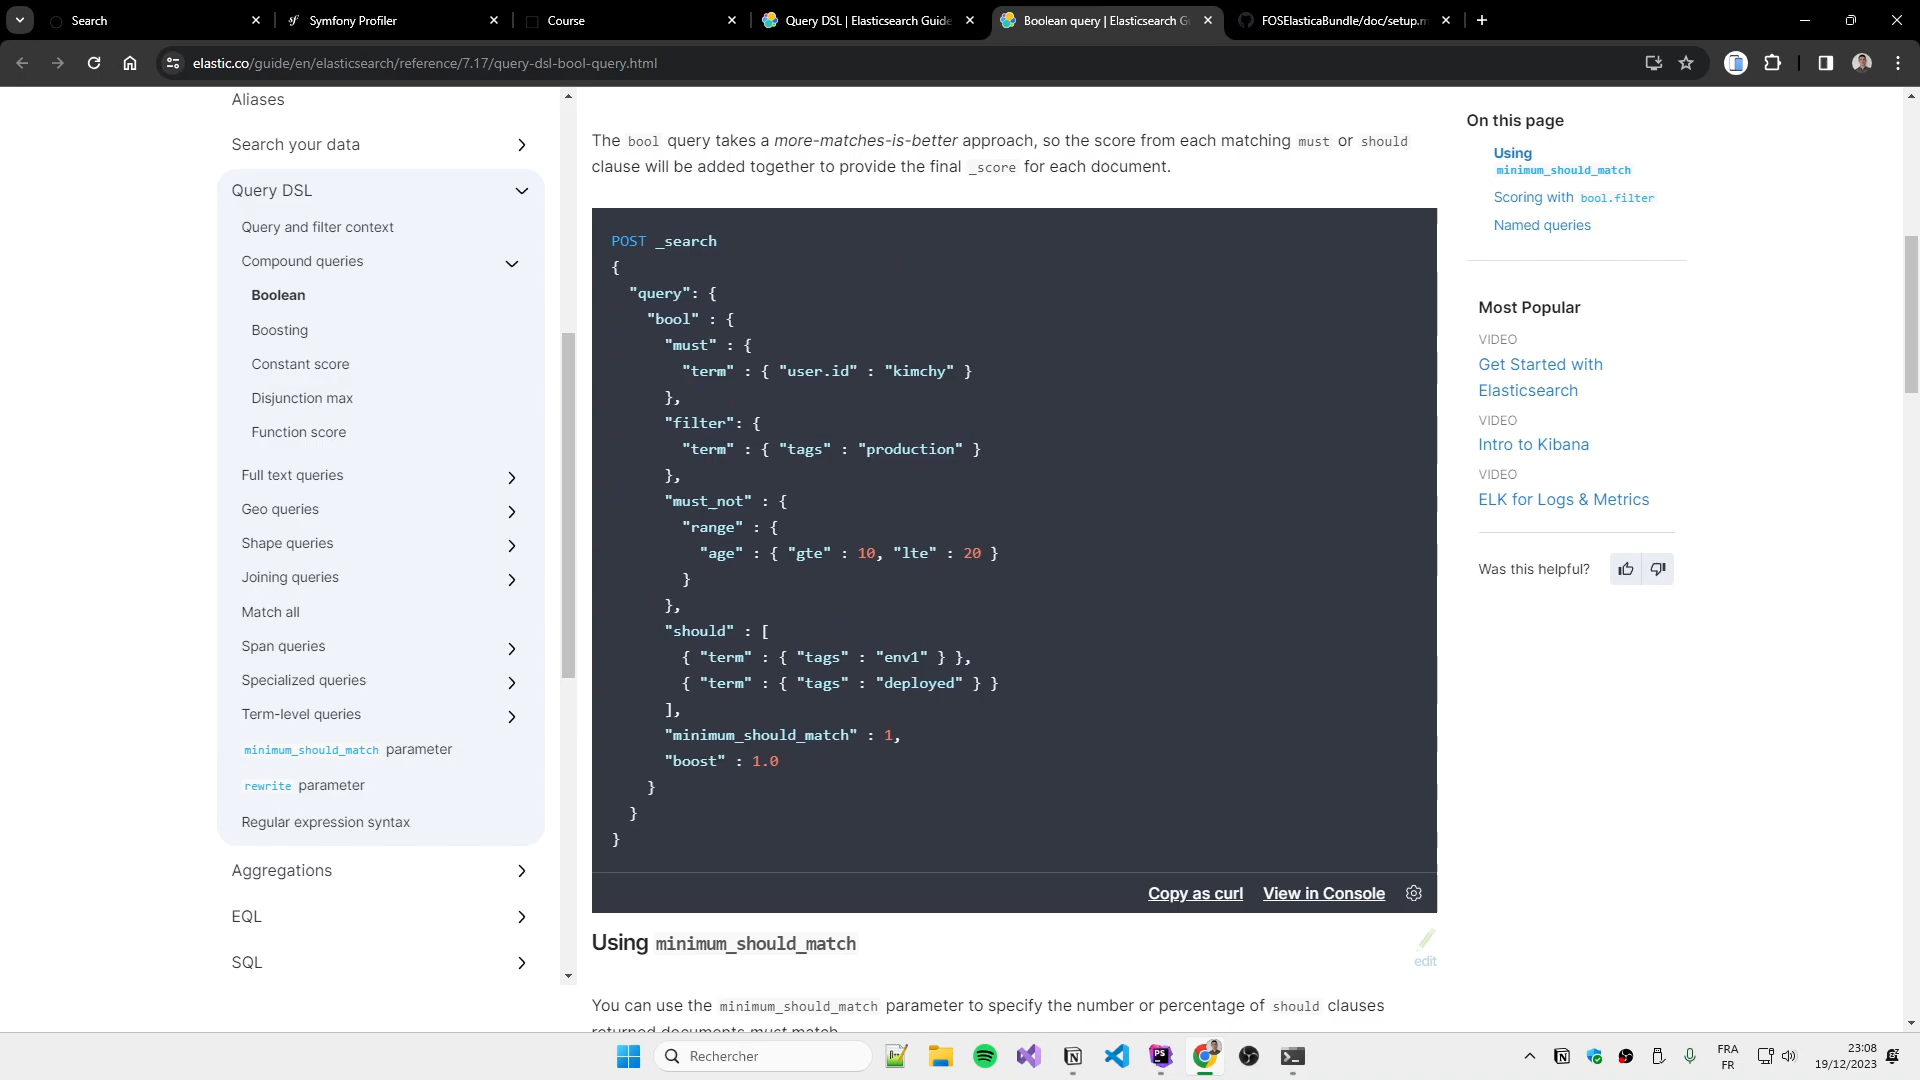 Search
Symfony Profiler
Course
Query DSL | Elasticsearch Guide
Boolean query | Elasticsearch Gu
FOSElasticaBundle/doc/setup.m
elastic.co/guide/en/elasticsearch/reference/7.17/query-dsl-bool-query.html
Aliases
Search your data
Query DSL
Query and filter context
Compound queries
Boolean
Boosting
Constant score
Disjunction max
Function score
Full text queries
Geo queries
Shape queries
Joining queries
Match all
Span queries
Specialized queries
Term-level queries
minimum_should_match parameter
rewrite parameter
Regular expression syntax
Aggregations
EQL
SQL
The bool query takes a more-matches-is-better approach, so the score from each matching must or should
clause will be added together to provide the final _score for each document.
POST _search
{
"query": {
"bool" : {
"must" : {
"term" : { "user.id" : "kimchy" }
},
"filter": {
"term" : { "tags" : "production" }
},
"must_not" : {
"range" : {
"age" : { "gte" : 10, "lte" : 20 }
}
},
"should" : [
{ "term" : { "tags" : "env1" } },
{ "term" : { "tags" : "deployed" } }
],
"minimum_should_match" : 1,
"boost" : 1.0
}
}
}
Copy as curl
View in Console
Using minimum_should_match
edit
You can use the minimum_should_match parameter to specify the number or percentage of should clauses
returned documents must match.
On this page
Using
minimum_should_match
Scoring with bool.filter
Named queries
Most Popular
VIDEO
Get Started with
Elasticsearch
VIDEO
Intro to Kibana
VIDEO
ELK for Logs & Metrics
Was this helpful?
Rechercher
FRA
FR
23:08
19/12/2023